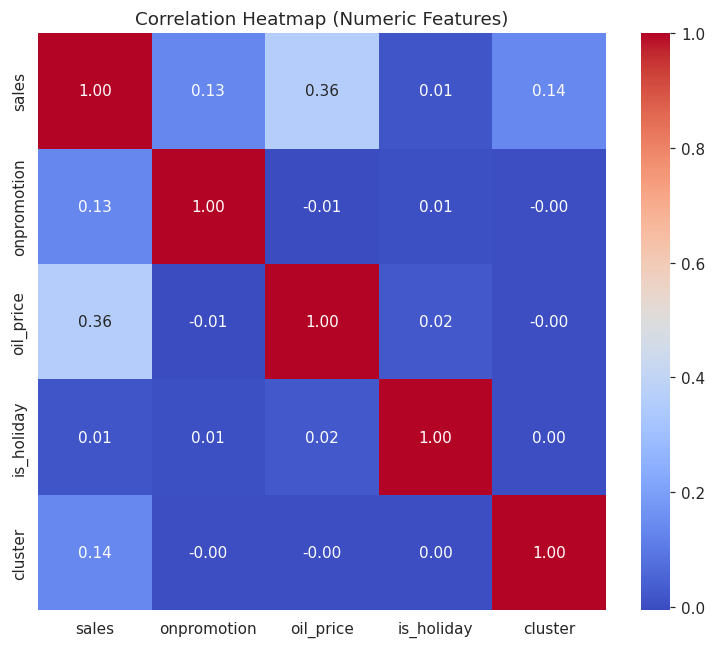 Correlation Heatmap (Numeric Features)
sales 1.00 0.13 0.36 0.01 0.14
onpromotion 0.13 1.00 -0.01 0.01 -0.00
oil_price 0.36 -0.01 1.00 0.02 -0.00
is_holiday 0.01 0.01 0.02 1.00 0.00
cluster 0.14 -0.00 -0.00 0.00 1.00
sales onpromotion oil_price is_holiday cluster
1.0
0.8
0.6
0.4
0.2
0.0